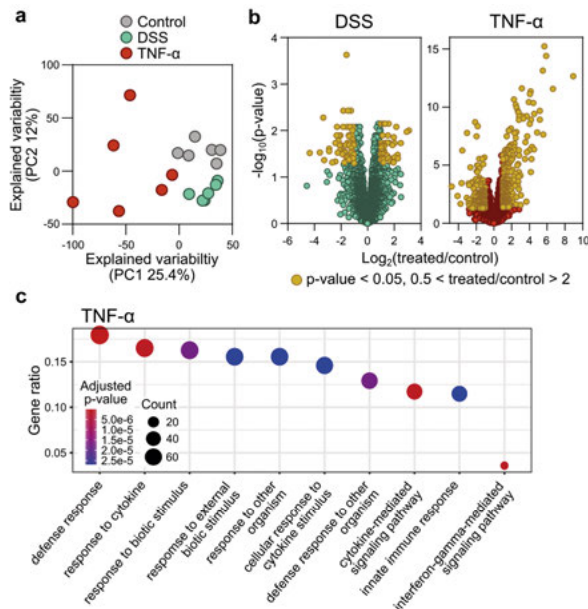 a
Control
DSS
TNF-α
100
50
0
-50
Explained variabiltiy
(PC2 12%)
-100
-50
0
50
Explained variabiltiy
(PC1 25.4%)
b
DSS
TNF-α
4
3
2
1
0
-log10(p-value)
-6 -4 -2 0 2 4 6
15
10
5
0
-4 -2 0 2 4 6 8 10
Log2(treated/control)
p-value < 0.05, 0.5 < treated/control > 2
c
TNF-α
Gene ratio
0.15
0.10
0.05
Adjusted
p-value
5.0e-6
1.0e-5
1.5e-5
2.0e-5
2.5e-5
Count
20
40
60
defense response
response to cytokine
response to biotic stimulus
response to external
biotic stimulus
response to other
organism
cellular response to
cytokine stimulus
defense response to other
organism
cytokine-mediated
signaling pathway
innate immune response
interferon-gamma-mediated
signaling pathway